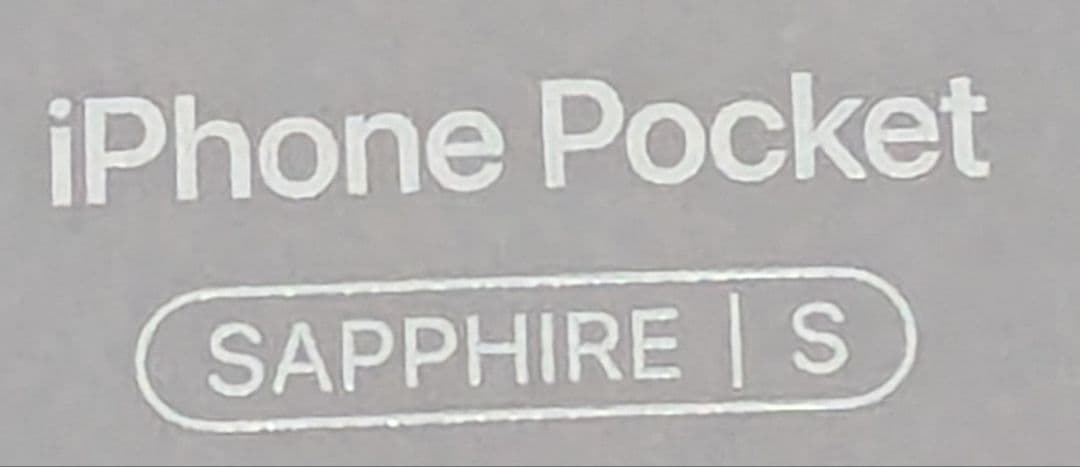 iPhone Pocket
SAPPHIRE | S